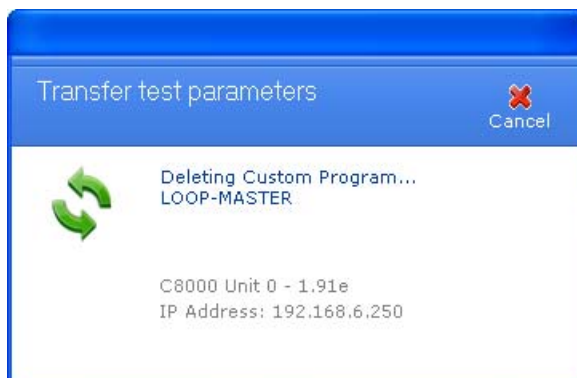 Transfer test parameters
Cancel
Deleting Custom Program...
LOOP-MASTER
C8000 Unit 0 - 1.91e
IP Address: 192.168.6.250